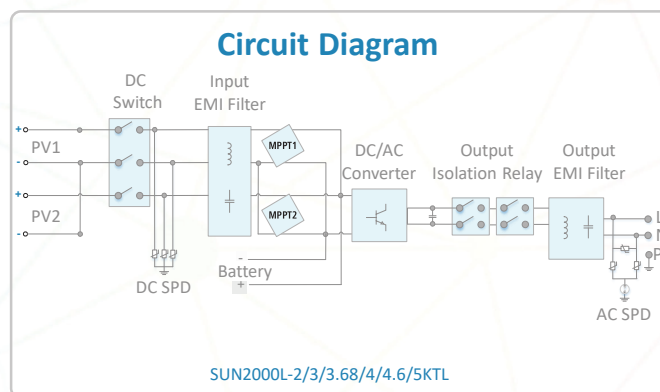 Circuit Diagram
DC
Switch
Input
EMI Filter
DC/AC
Converter
Output
Isolation Relay
Output
EMI Filter
+
PV1
-
+
PV2
-
MPPT1
MPPT2
-
Battery
+
DC SPD
L
N
AC SPD
SUN2000L-2/3/3.68/4/4.6/5KTL